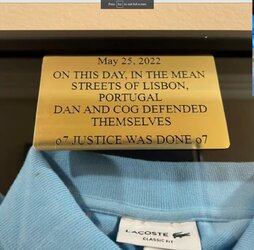 May 25, 2022
ON THIS DAY, IN THE MEAN
STREETS OF LISBON,
PORTUGAL
DAN AND COG DEFENDED
THEMSELVES
o7 JUSTICE WAS DONE o7
LACOSTE
CLASSIC FIT